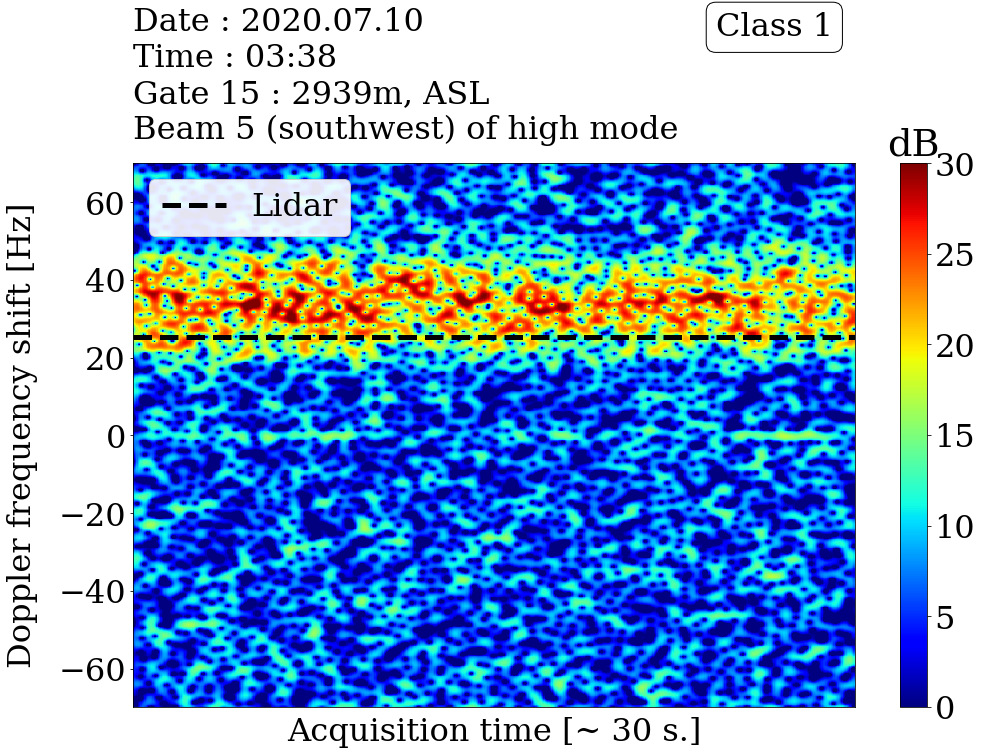 Date : 2020.07.10
Time : 03:38
Gate 15 : 2939m, ASL
Beam 5 (southwest) of high mode
Class 1
dB
Lidar
Doppler frequency shift [Hz]
60
40
20
0
−20
−40
−60
30
25
20
15
10
5
0
Acquisition time [~ 30 s.]